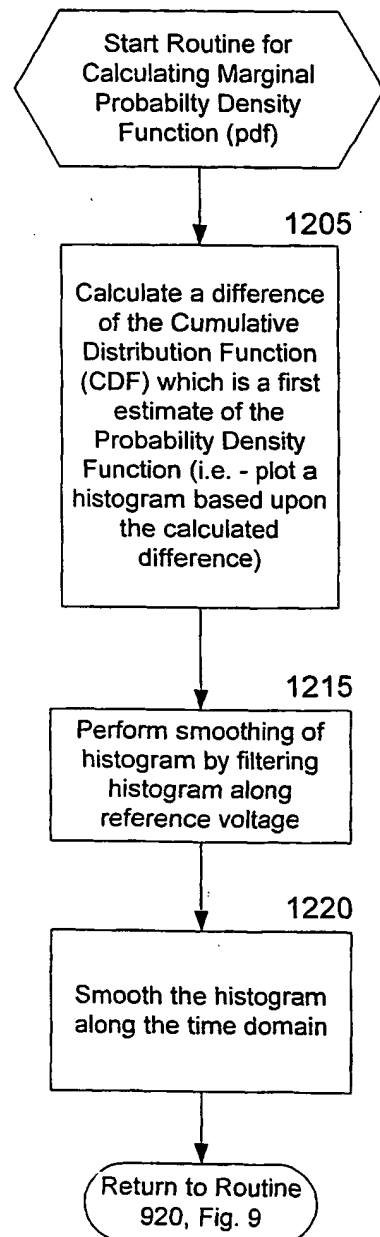 Start Routine for
Calculating Marginal
Probabilty Density
Function (pdf)
1205
Calculate a difference
of the Cumulative
Distribution Function
(CDF) which is a first
estimate of the
Probability Density
Function (i.e. - plot a
histogram based upon
the calculated
difference)
1215
Perform smoothing of
histogram by filtering
histogram along
reference voltage
1220
Smooth the histogram
along the time domain
Return to Routine
920, Fig. 9